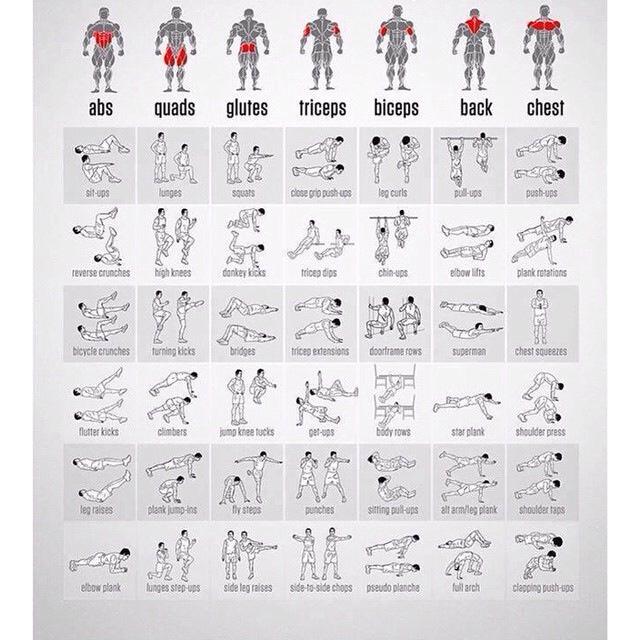 abs quads glutes triceps biceps back chest
sit-ups lunges squats close grip push-ups leg curls pull-ups push-ups
reverse crunches high knees donkey kicks tricep dips chin-ups elbow lifts plank rotations
bicycle crunches turning kicks bridges tricep extensions doorframe rows superman chest squeezes
flutter kicks climbers jump knee tucks get-ups body rows star plank shoulder press
leg raises plank jump-ins fly steps punches sitting pull-ups alt arm/leg plank shoulder taps
elbow plank lunges step-ups side leg raises side-to-side chops pseudo planche full arch clapping push-ups